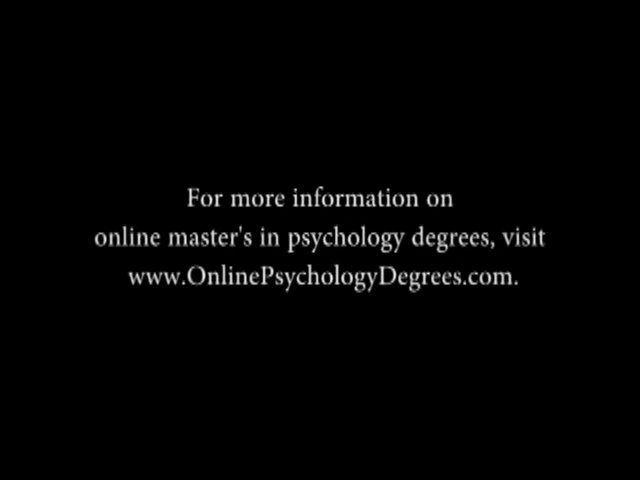 For more information on
online master's in psychology degrees, visit
www.OnlinePsychologyDegrees.com.